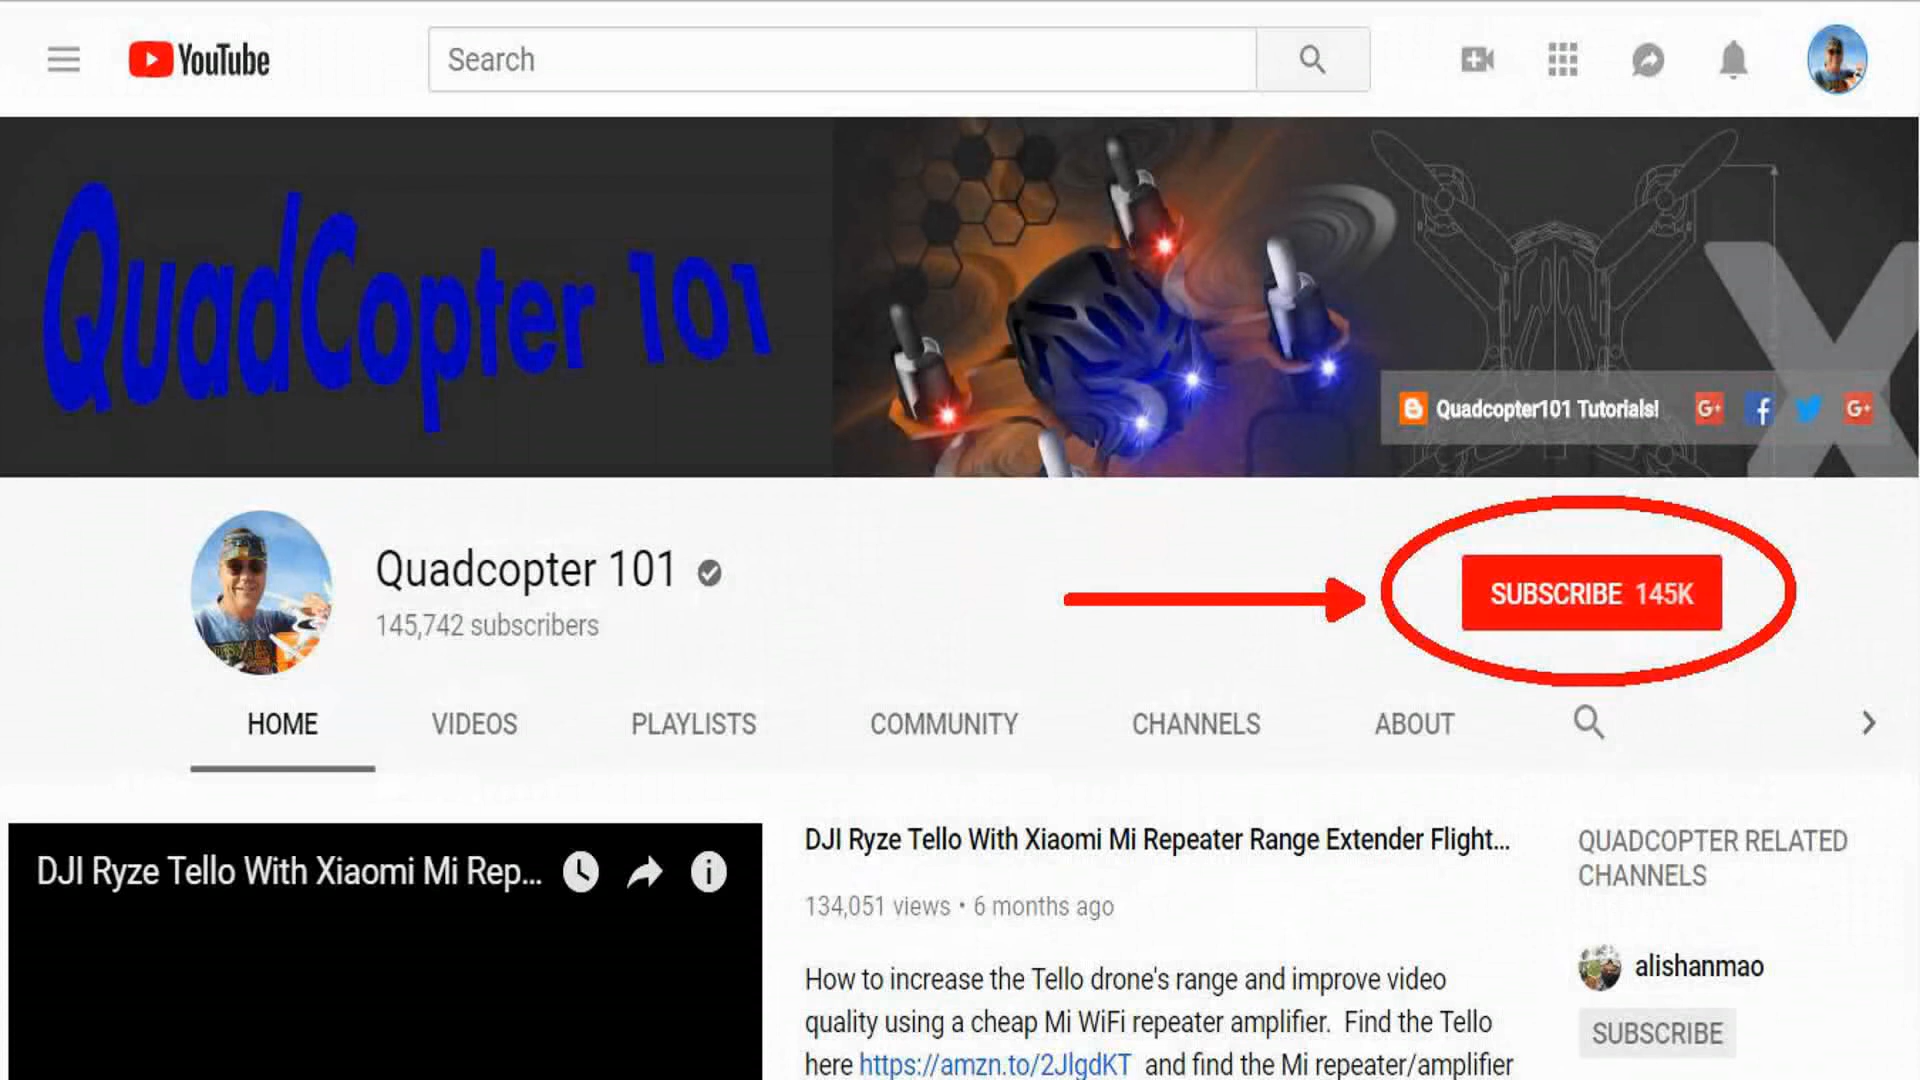 YouTube
Search
QuadCopter 101
X
Quadcopter101 Tutorials!
G+
f
G+
Quadcopter 101
145,742 subscribers
SUBSCRIBE 145K
HOME
VIDEOS
PLAYLISTS
COMMUNITY
CHANNELS
ABOUT
DJI Ryze Tello With Xiaomi Mi Rep...
DJI Ryze Tello With Xiaomi Mi Repeater Range Extender Flight...
134,051 views • 6 months ago
How to increase the Tello drone's range and improve video
quality using a cheap Mi WiFi repeater amplifier. Find the Tello
here https://amzn.to/2JlgdKT and find the Mi repeater/amplifier
QUADCOPTER RELATED
CHANNELS
alishanmao
SUBSCRIBE